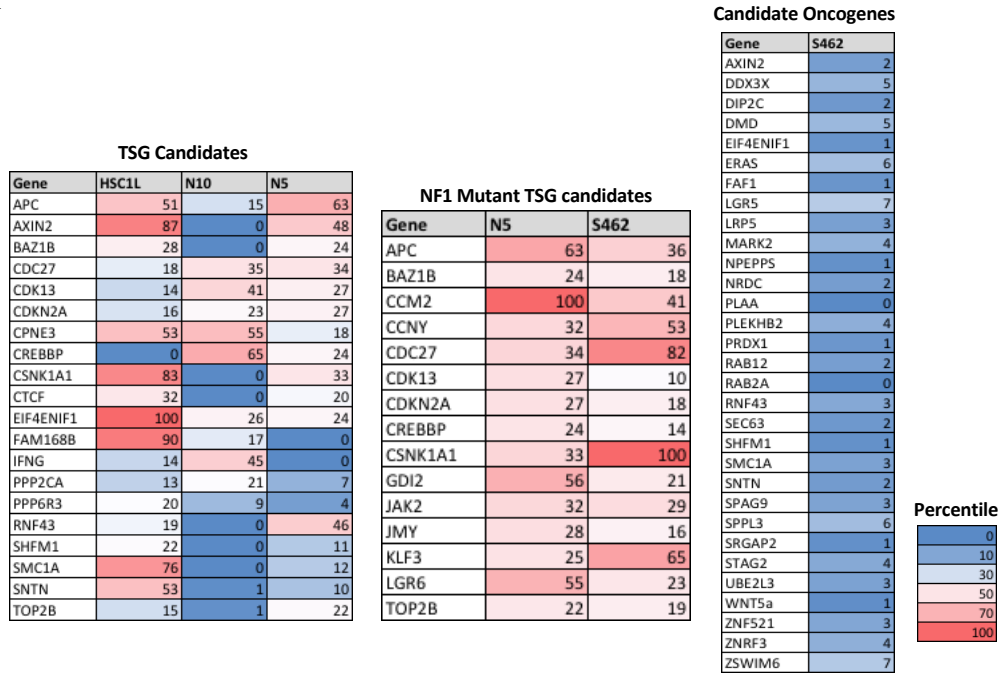 Candidate Oncogenes
Gene S462
AXIN2 2
DDX3X 5
DIP2C 2
DMD 5
EIF4ENIF1 1
ERAS 6
FAF1 1
LGR5 7
LRP5 3
MARK2 4
NPEPPS 1
NRDC 2
PLAA 0
PLEKHB2 4
PRDX1 1
RAB12 2
RAB2A 0
RNF43 3
SEC63 2
SHFM1 1
SMC1A 3
SNTN 2
SPAG9 3
SPPL3 6
SRGAP2 1
STAG2 4
UBE2L3 3
WNT5a 1
ZNF521 3
ZNRF3 4
ZSWIM6 7
TSG Candidates
Gene HSC1L N10 N5
APC 51 15 63
AXIN2 87 0 48
BAZ1B 28 0 24
CDC27 18 35 34
CDK13 14 41 27
CDKN2A 16 23 27
CPNE3 53 55 18
CREBBP 0 65 24
CSNK1A1 83 0 33
CTCF 32 0 20
EIF4ENIF1 100 26 24
FAM168B 90 17 0
IFNG 14 45 0
PPP2CA 13 21 7
PPP6R3 20 9 4
RNF43 19 0 46
SHFM1 22 0 11
SMC1A 76 0 12
SNTN 53 1 10
TOP2B 15 1 22
NF1 Mutant TSG candidates
Gene N5 S462
APC 63 36
BAZ1B 24 18
CCM2 100 41
CCNY 32 53
CDC27 34 82
CDK13 27 10
CDKN2A 27 18
CREBBP 24 14
CSNK1A1 33 100
GDI2 56 21
JAK2 32 29
JMY 28 16
KLF3 25 65
LGR6 55 23
TOP2B 22 19
Percentile
0
10
30
50
70
100